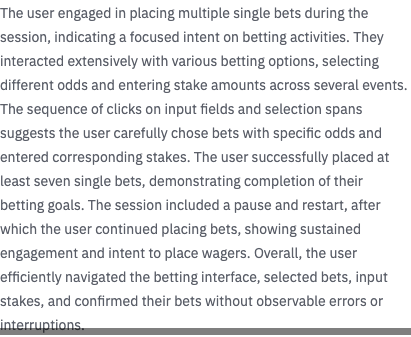 The user engaged in placing multiple single bets during the
session, indicating a focused intent on betting activities. They
interacted extensively with various betting options, selecting
different odds and entering stake amounts across several events.
The sequence of clicks on input fields and selection spans
suggests the user carefully chose bets with specific odds and
entered corresponding stakes. The user successfully placed at
least seven single bets, demonstrating completion of their
betting goals. The session included a pause and restart, after
which the user continued placing bets, showing sustained
engagement and intent to place wagers. Overall, the user
efficiently navigated the betting interface, selected bets, input
stakes, and confirmed their bets without observable errors or
interruptions.